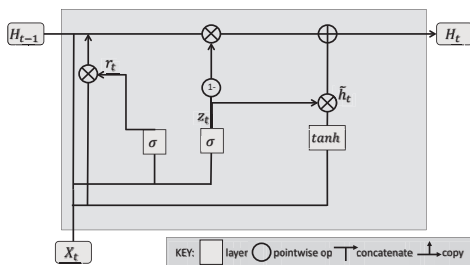 H_{t-1}
H_t
r_t
1-
z_t
h̃_t
σ
σ
tanh
X_t
KEY: layer pointwise op concatenate copy